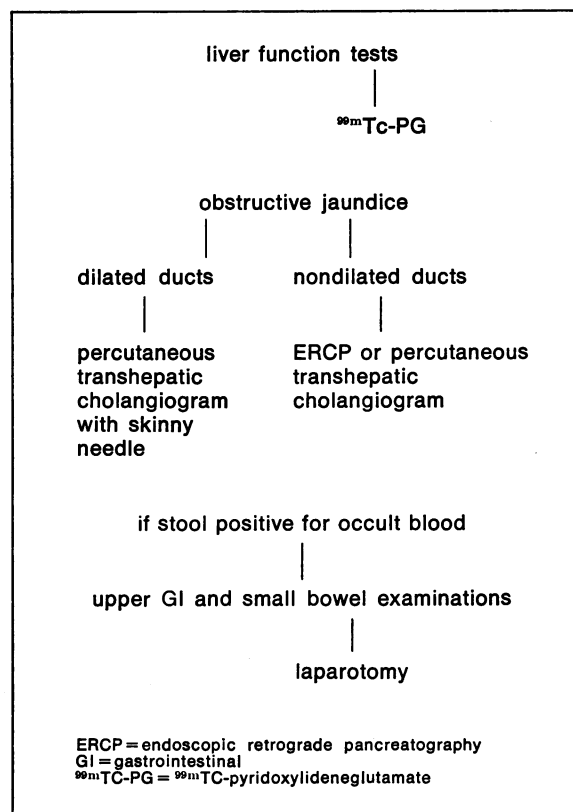 liver function tests
⁹⁹ᵐTc-PG
obstructive jaundice
dilated ducts
nondilated ducts
percutaneous
transhepatic
cholangiogram
with skinny
needle
ERCP or percutaneous
transhepatic
cholangiogram
if stool positive for occult blood
upper GI and small bowel examinations
laparotomy
ERCP = endoscopic retrograde pancreatography
GI = gastrointestinal
⁹⁹ᵐTC-PG = ⁹⁹ᵐTC-pyridoxylideneglutamate